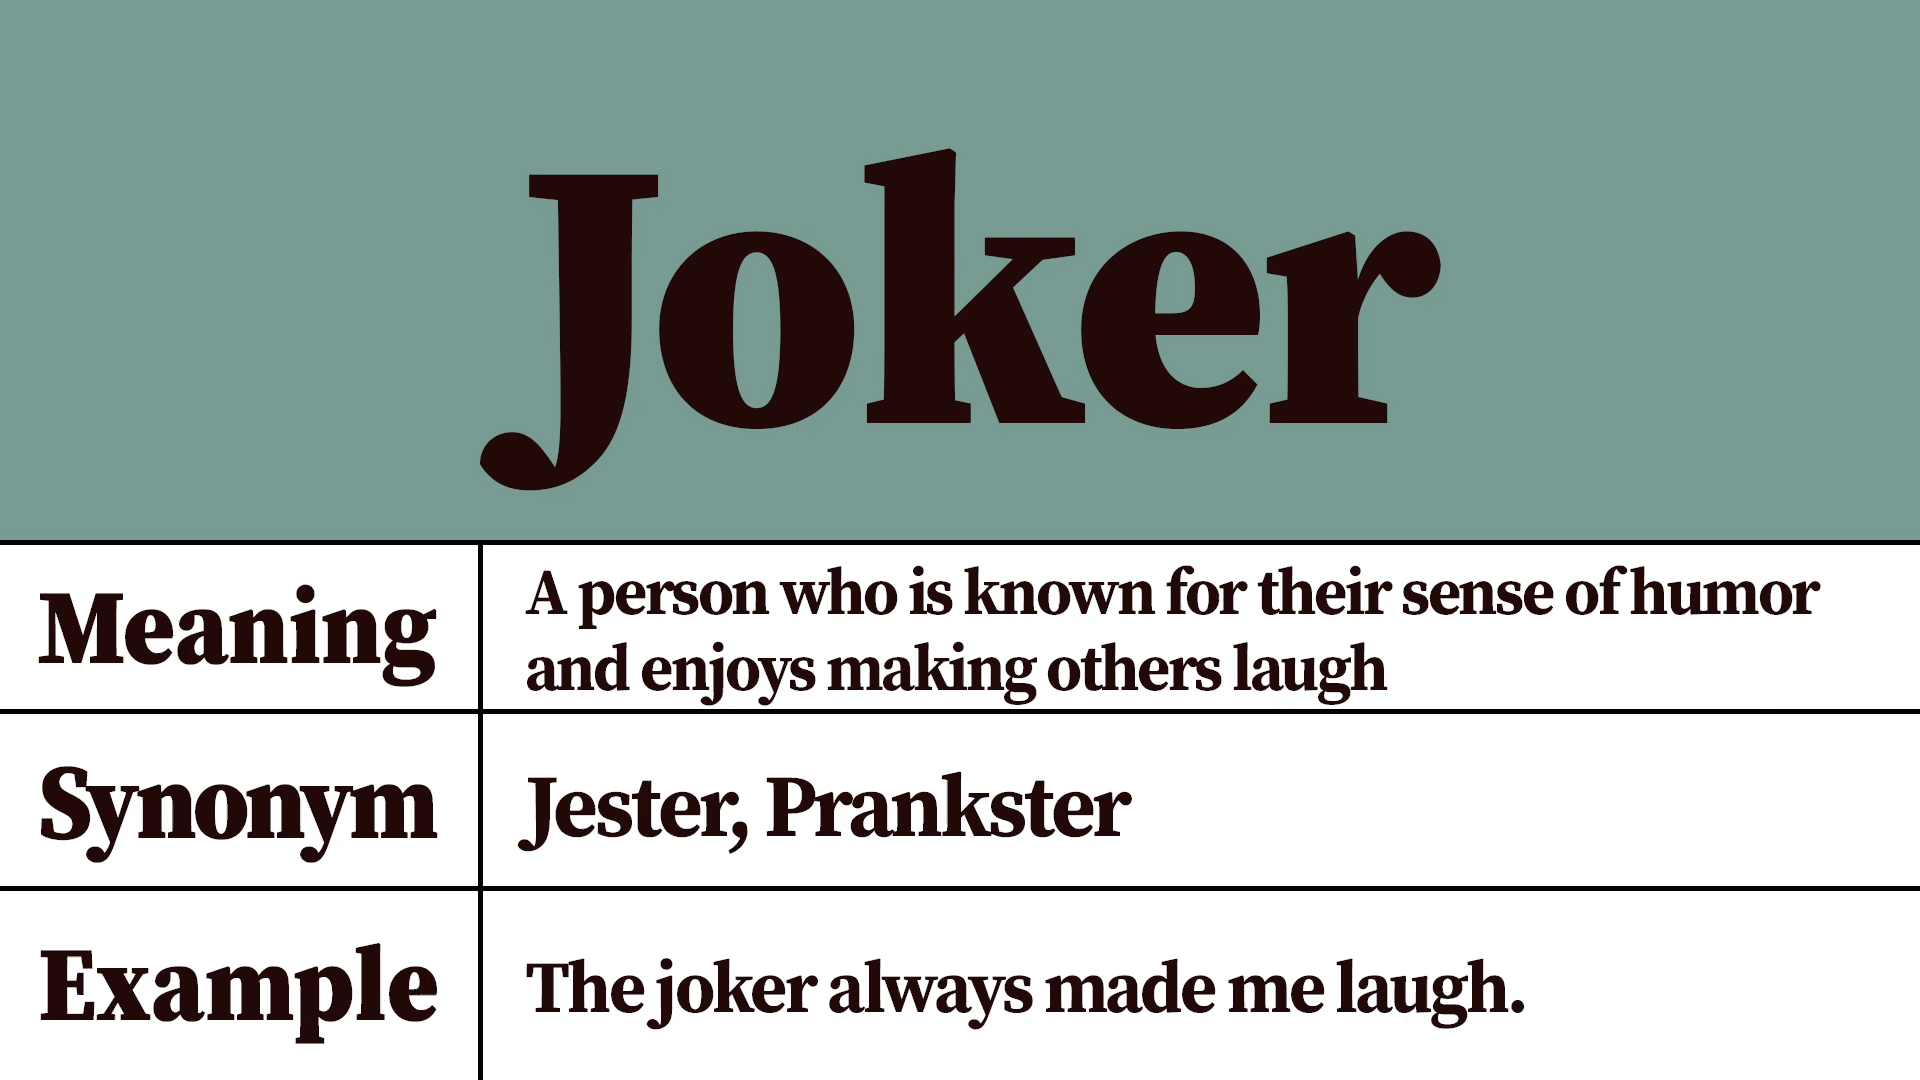 Joker
Meaning
A person who is known for their sense of humor
and enjoys making others laugh
Synonym
Jester, Prankster
Example
The joker always made me laugh.